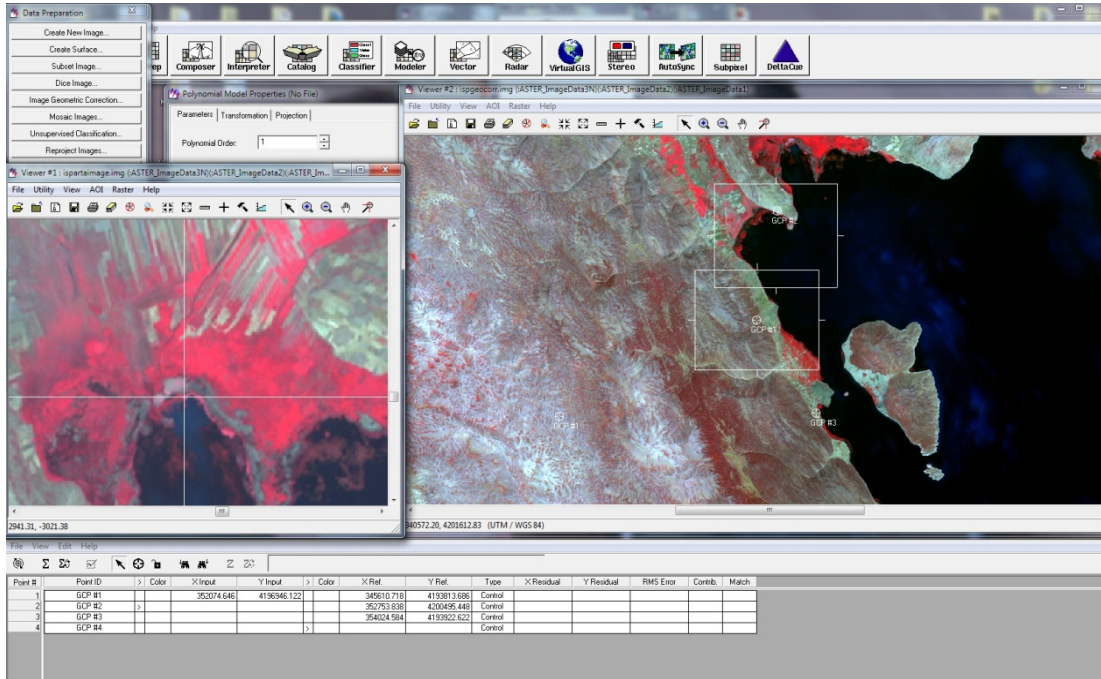 Data Preparation
Create New Image...
Create Surface...
Subset Image...
Dice Image...
Image Geometric Correction...
Mosaic Images...
Unsupervised Classification...
Reproject Images...
Composer Interpreter Catalog Classifier Modeler Vector Radar VirtualGIS Stereo AutoSync Subpixel DeltaCue
Polynomial Model Properties (No File)
Parameters Transformation Projection
Polynomial Order: 1
Viewer #2 : ispgeocorr.img (:ASTER_ImageData3N)(:ASTER_ImageData2)(:ASTER_ImageData1)
File Utility View AOI Raster Help
GCP #2
GCP #1
GCP #1
GCP #3
340572.20, 4201612.83 (UTM / WGS 84)
Viewer #1 : ispartaimage.img (:ASTER_ImageData3N)(:ASTER_ImageData2)(:ASTER_Im...
File Utility View AOI Raster Help
2941.31, -3021.38
File View Edit Help
Point # Point ID > Color X Input Y Input > Color X Ref. Y Ref. Type X Residual Y Residual RMS Error Contrib. Match
1 GCP #1 352074.646 4196946.122 345610.718 4193813.686 Control
2 GCP #2 > 352753.838 4200495.448 Control
3 GCP #3 354024.584 4193922.622 Control
4 GCP #4 > Control